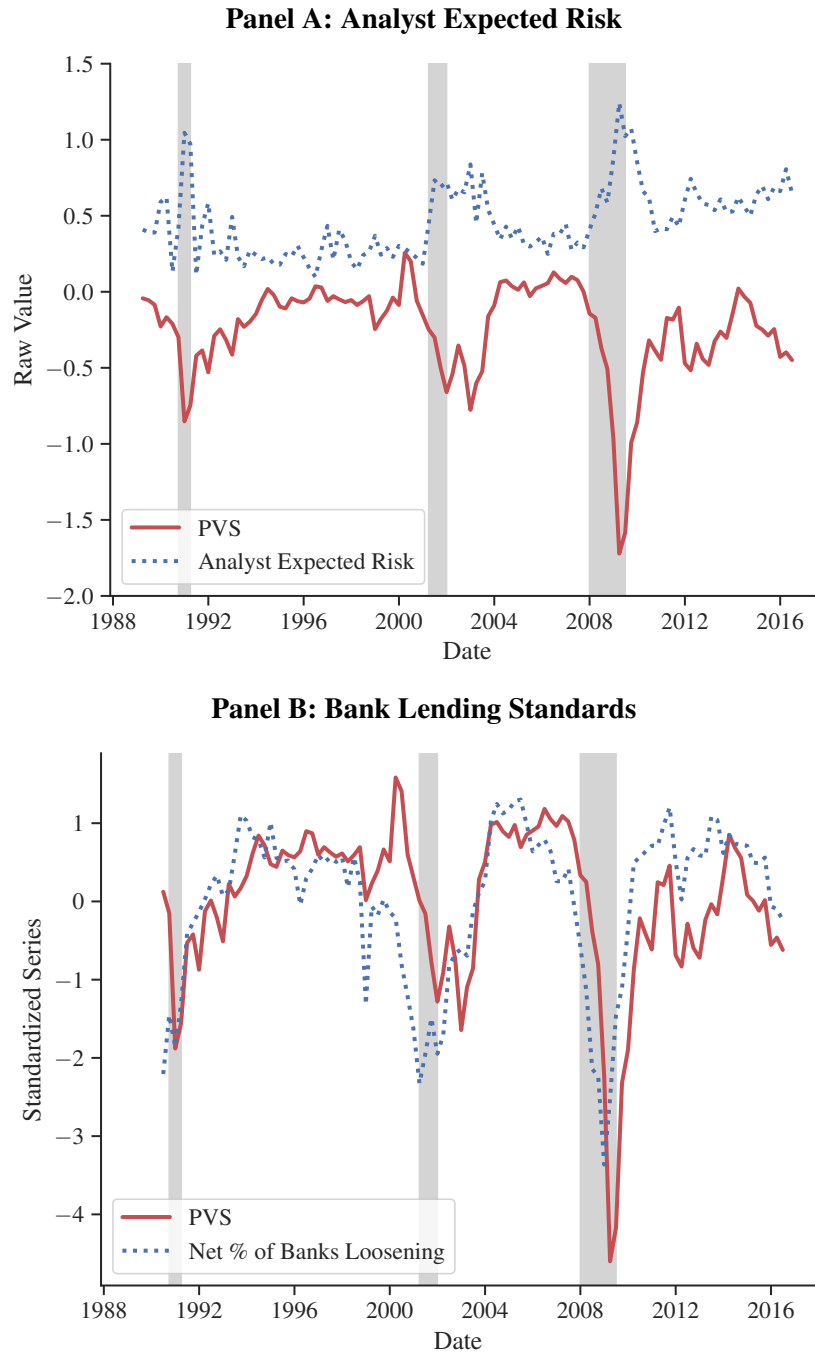 Panel A: Analyst Expected Risk
1.5
1.0
0.5
0.0
−0.5
−1.0
−1.5
−2.0
Raw Value
PVS
Analyst Expected Risk
1988 1992 1996 2000 2004 2008 2012 2016
Date
Panel B: Bank Lending Standards
1
0
−1
−2
−3
−4
Standardized Series
PVS
Net % of Banks Loosening
1988 1992 1996 2000 2004 2008 2012 2016
Date